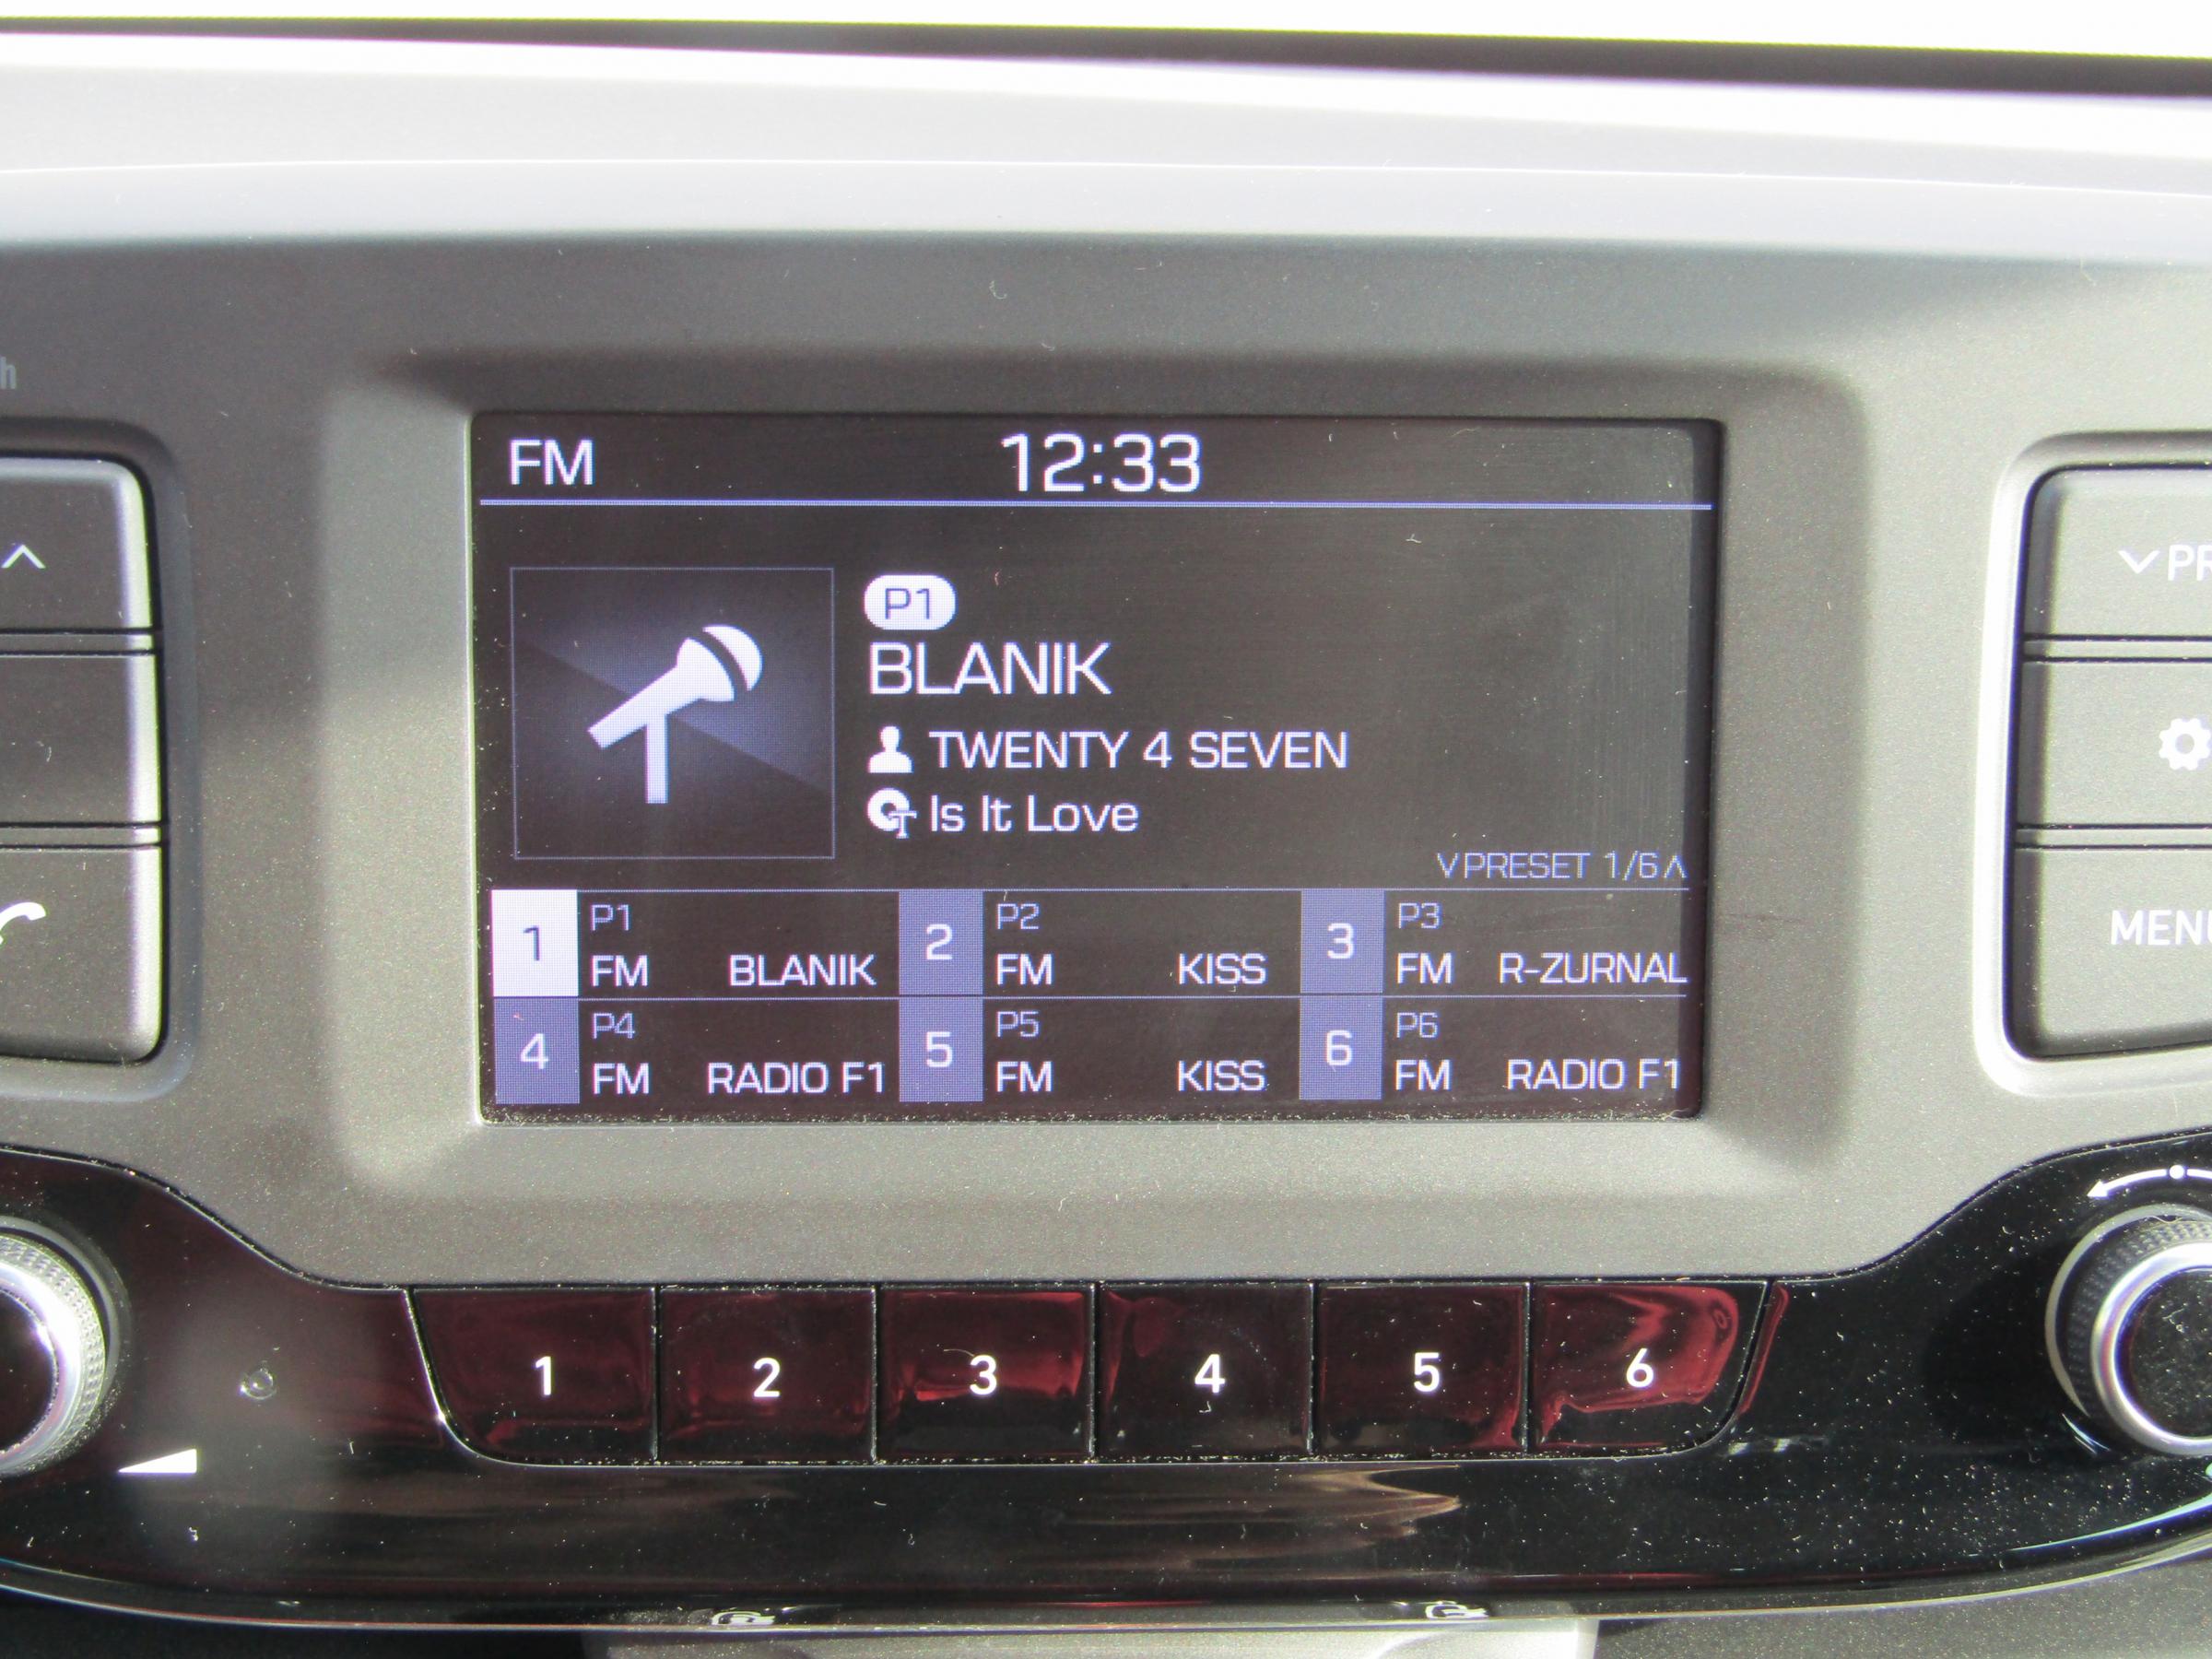 h
FM 12:33
P1
BLANIK
TWENTY 4 SEVEN
Is It Love
PRESET 1/6
1 P1 FM BLANIK
2 P2 FM KISS
3 P3 FM R-ZURNAL
4 P4 FM RADIO F1
5 P5 FM KISS
6 P6 FM RADIO F1
PR
MENU
1 2 3 4 5 6